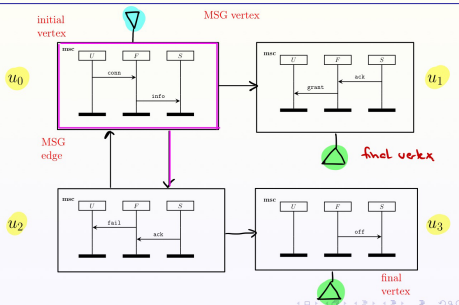 initial
vertex
MSG vertex
msc
U F S
conn
info
u0
msc
U F S
ack
grant
u1
MSG
edge
final vertex
msc
U F S
fail
ack
u2
msc
U F S
off
u3
final
vertex